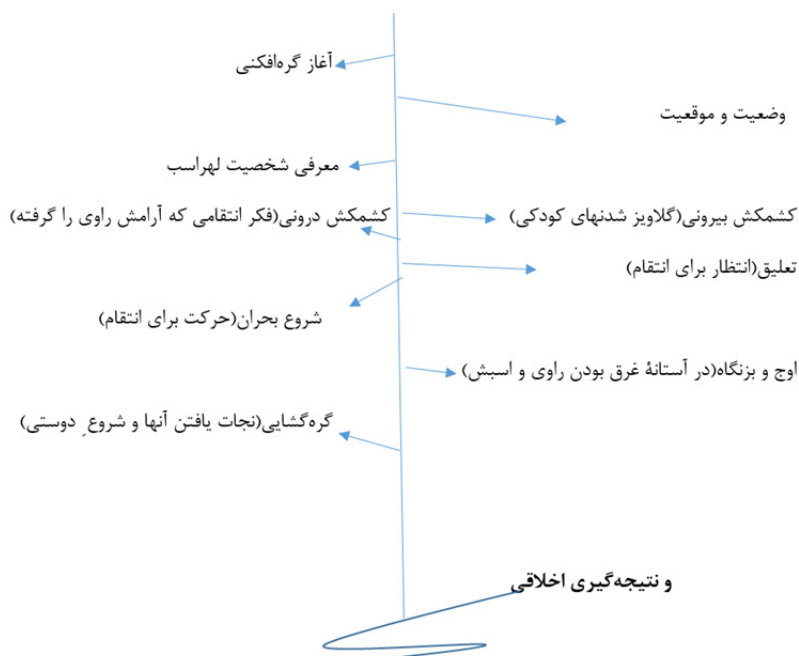 آغاز گره‌افکنی
وضعیت و موقعیت
معرفی شخصیت لهراسب
کشمکش بیرونی(گلاویز شدنهای کودکی)
کشمکش درونی(فکر انتقامی که آرامش راوی را گرفته)
تعلیق(انتظار برای انتقام)
شروع بحران(حرکت برای انتقام)
اوج و بزنگاه(در آستانهٔ غرق بودن راوی و اسبش)
گره‌گشایی(نجات یافتن آنها و شروعِ دوستی)
و نتیجه‌گیری اخلاقی